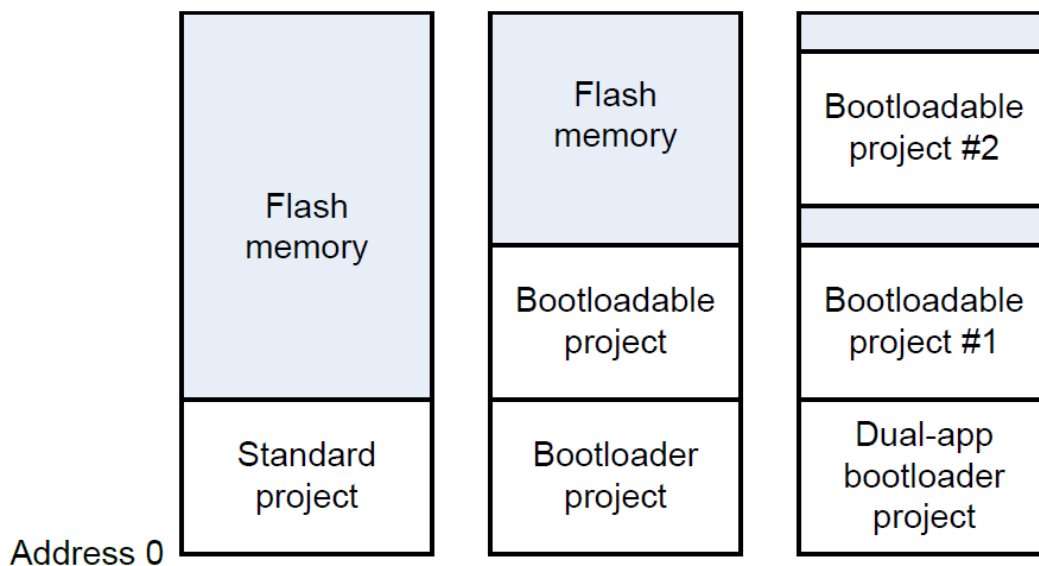 Flash
memory
Standard
project
Address 0
Flash
memory
Bootloadable
project
Bootloader
project
Bootloadable
project #2
Bootloadable
project #1
Dual-app
bootloader
project